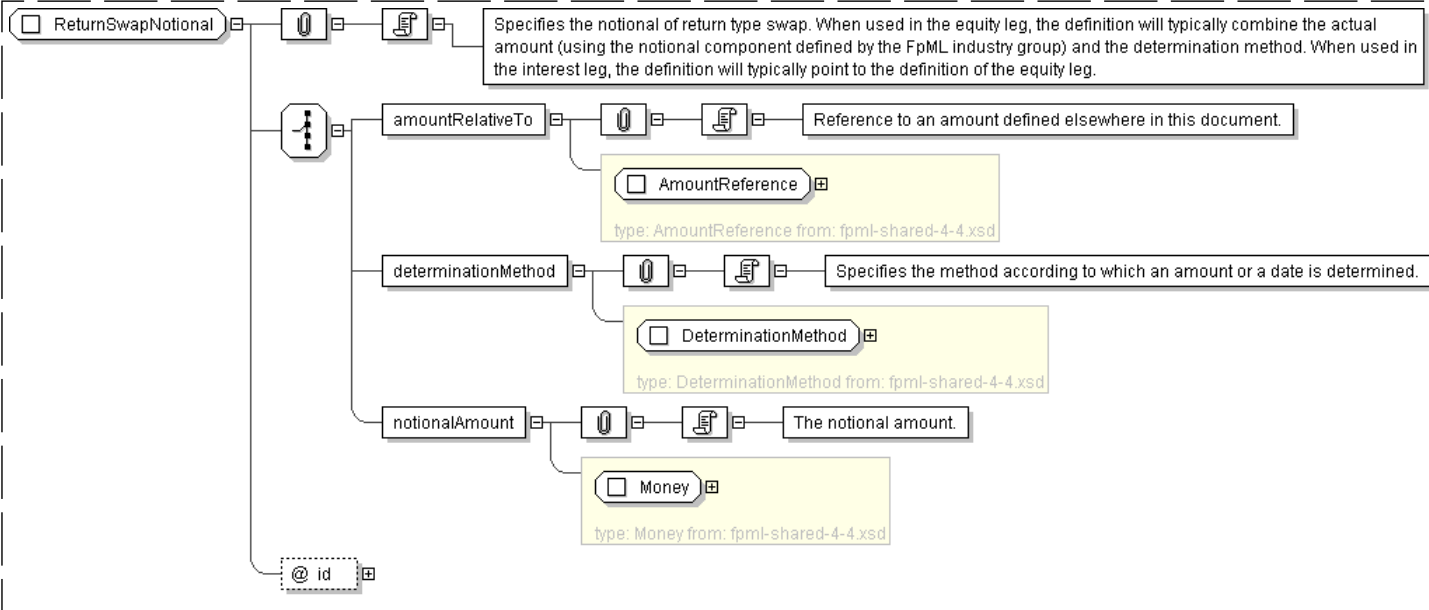 ReturnSwapNotional
Specifies the notional of return type swap. When used in the equity leg, the definition will typically combine the actual
amount (using the notional component defined by the FpML industry group) and the determination method. When used in
the interest leg, the definition will typically point to the definition of the equity leg.
amountRelativeTo
Reference to an amount defined elsewhere in this document.
AmountReference
type: AmountReference from: fpml-shared-4-4.xsd
determinationMethod
Specifies the method according to which an amount or a date is determined.
DeterminationMethod
type: DeterminationMethod from: fpml-shared-4-4.xsd
notionalAmount
The notional amount.
Money
type: Money from: fpml-shared-4-4.xsd
@ id